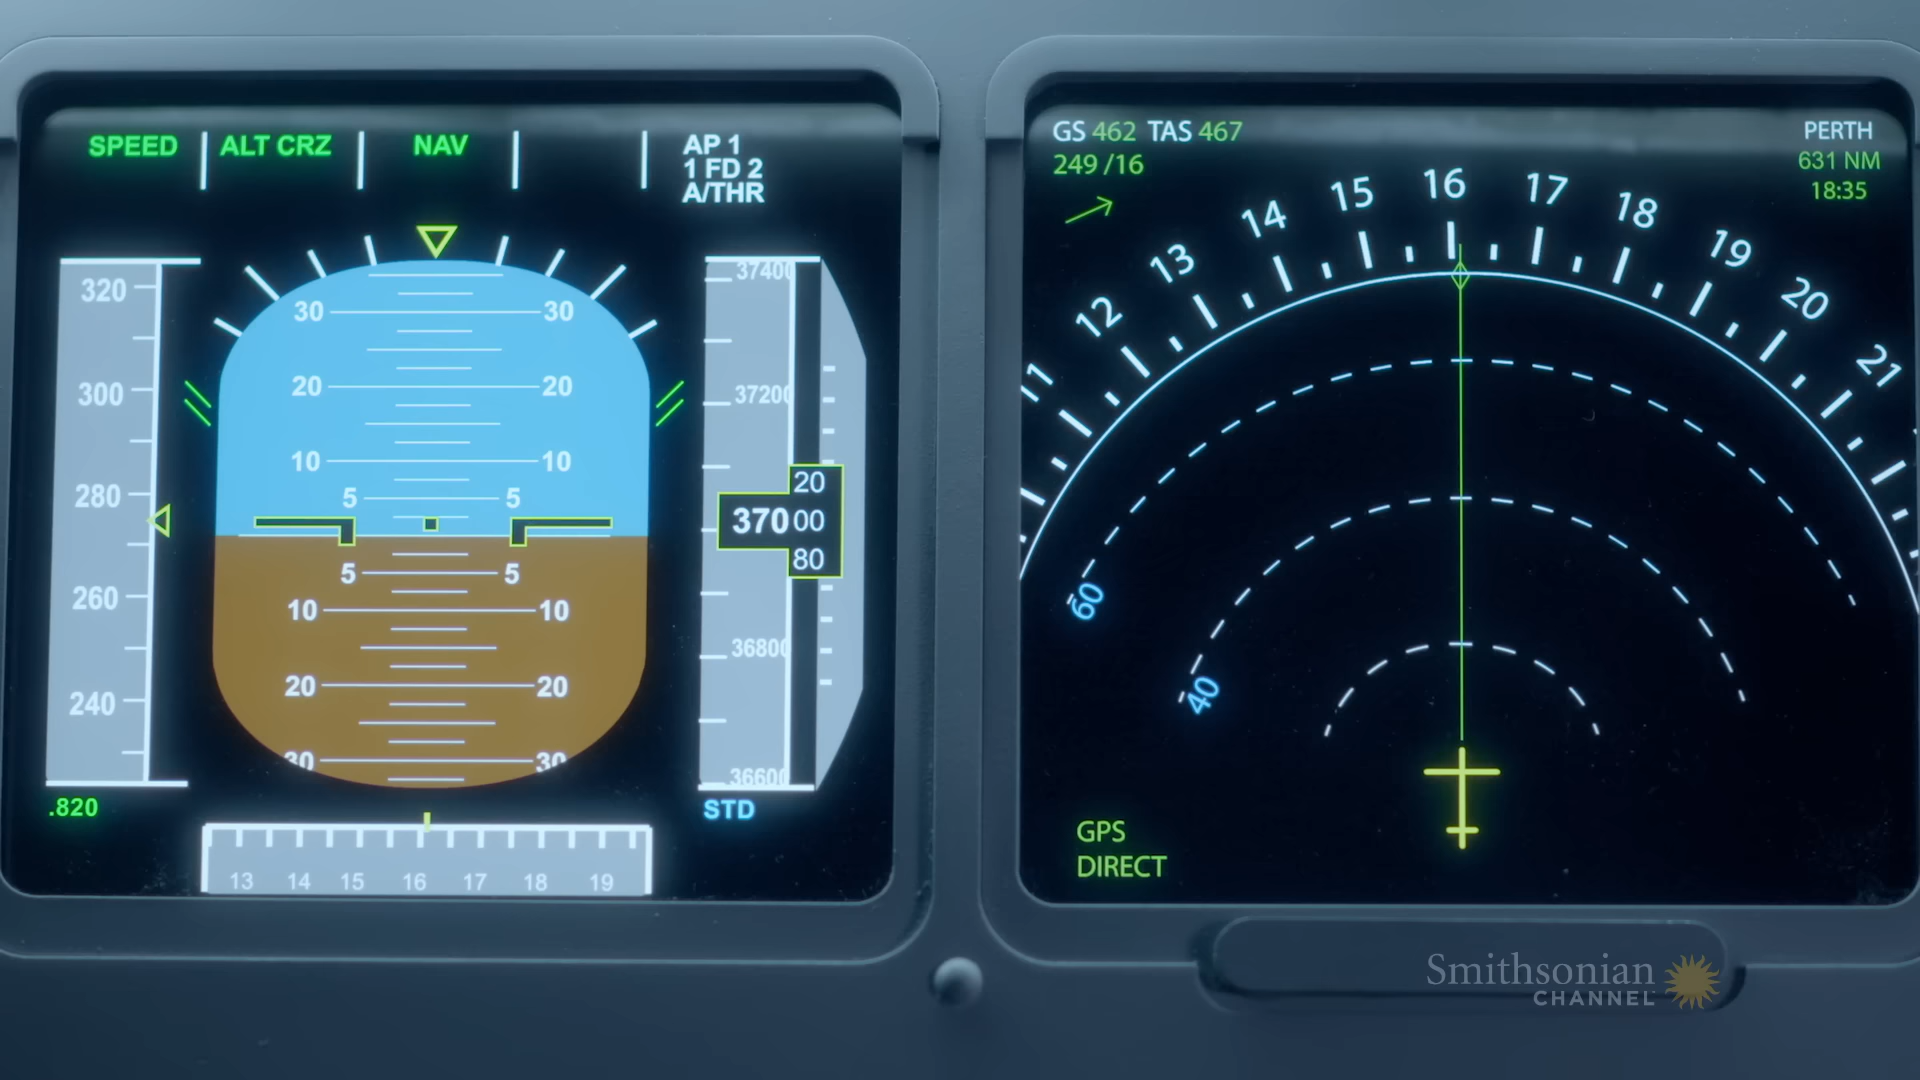 SPEED ALT CRZ NAV AP 1
1 FD 2
A/THR
320
300
280
260
240
.820
30 30
20 20
10 10
5 5
5 5
10 10
20 20
30 30
37400
37200
20
37000
80
36800
36600
STD
13 14 15 16 17 18 19
GS 462 TAS 467
249 /16
PERTH
631 NM
18:35
11 12 13 14 15 16 17 18 19 20 21
60
40
GPS
DIRECT
Smithsonian
CHANNEL